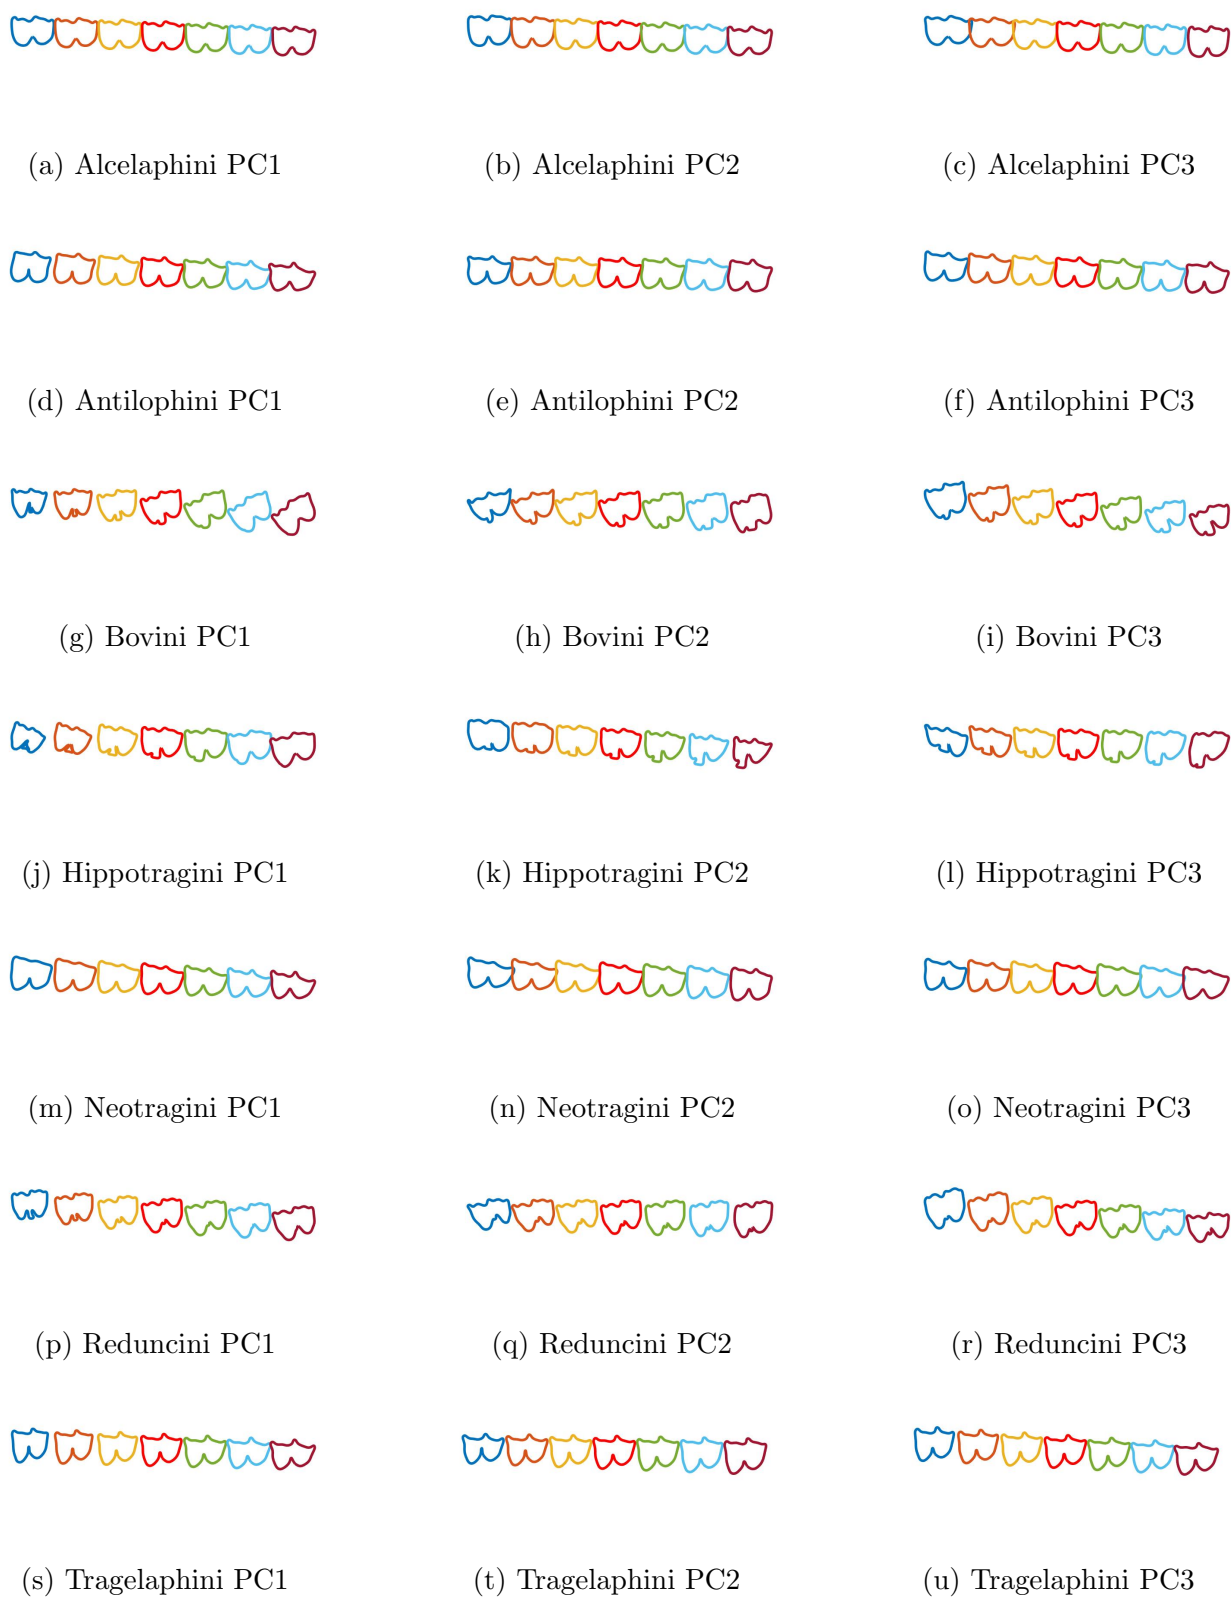 (a) Alcelaphini PC1
(b) Alcelaphini PC2
(c) Alcelaphini PC3
(d) Antilophini PC1
(e) Antilophini PC2
(f) Antilophini PC3
(g) Bovini PC1
(h) Bovini PC2
(i) Bovini PC3
(j) Hippotragini PC1
(k) Hippotragini PC2
(l) Hippotragini PC3
(m) Neotragini PC1
(n) Neotragini PC2
(o) Neotragini PC3
(p) Reduncini PC1
(q) Reduncini PC2
(r) Reduncini PC3
(s) Tragelaphini PC1
(t) Tragelaphini PC2
(u) Tragelaphini PC3